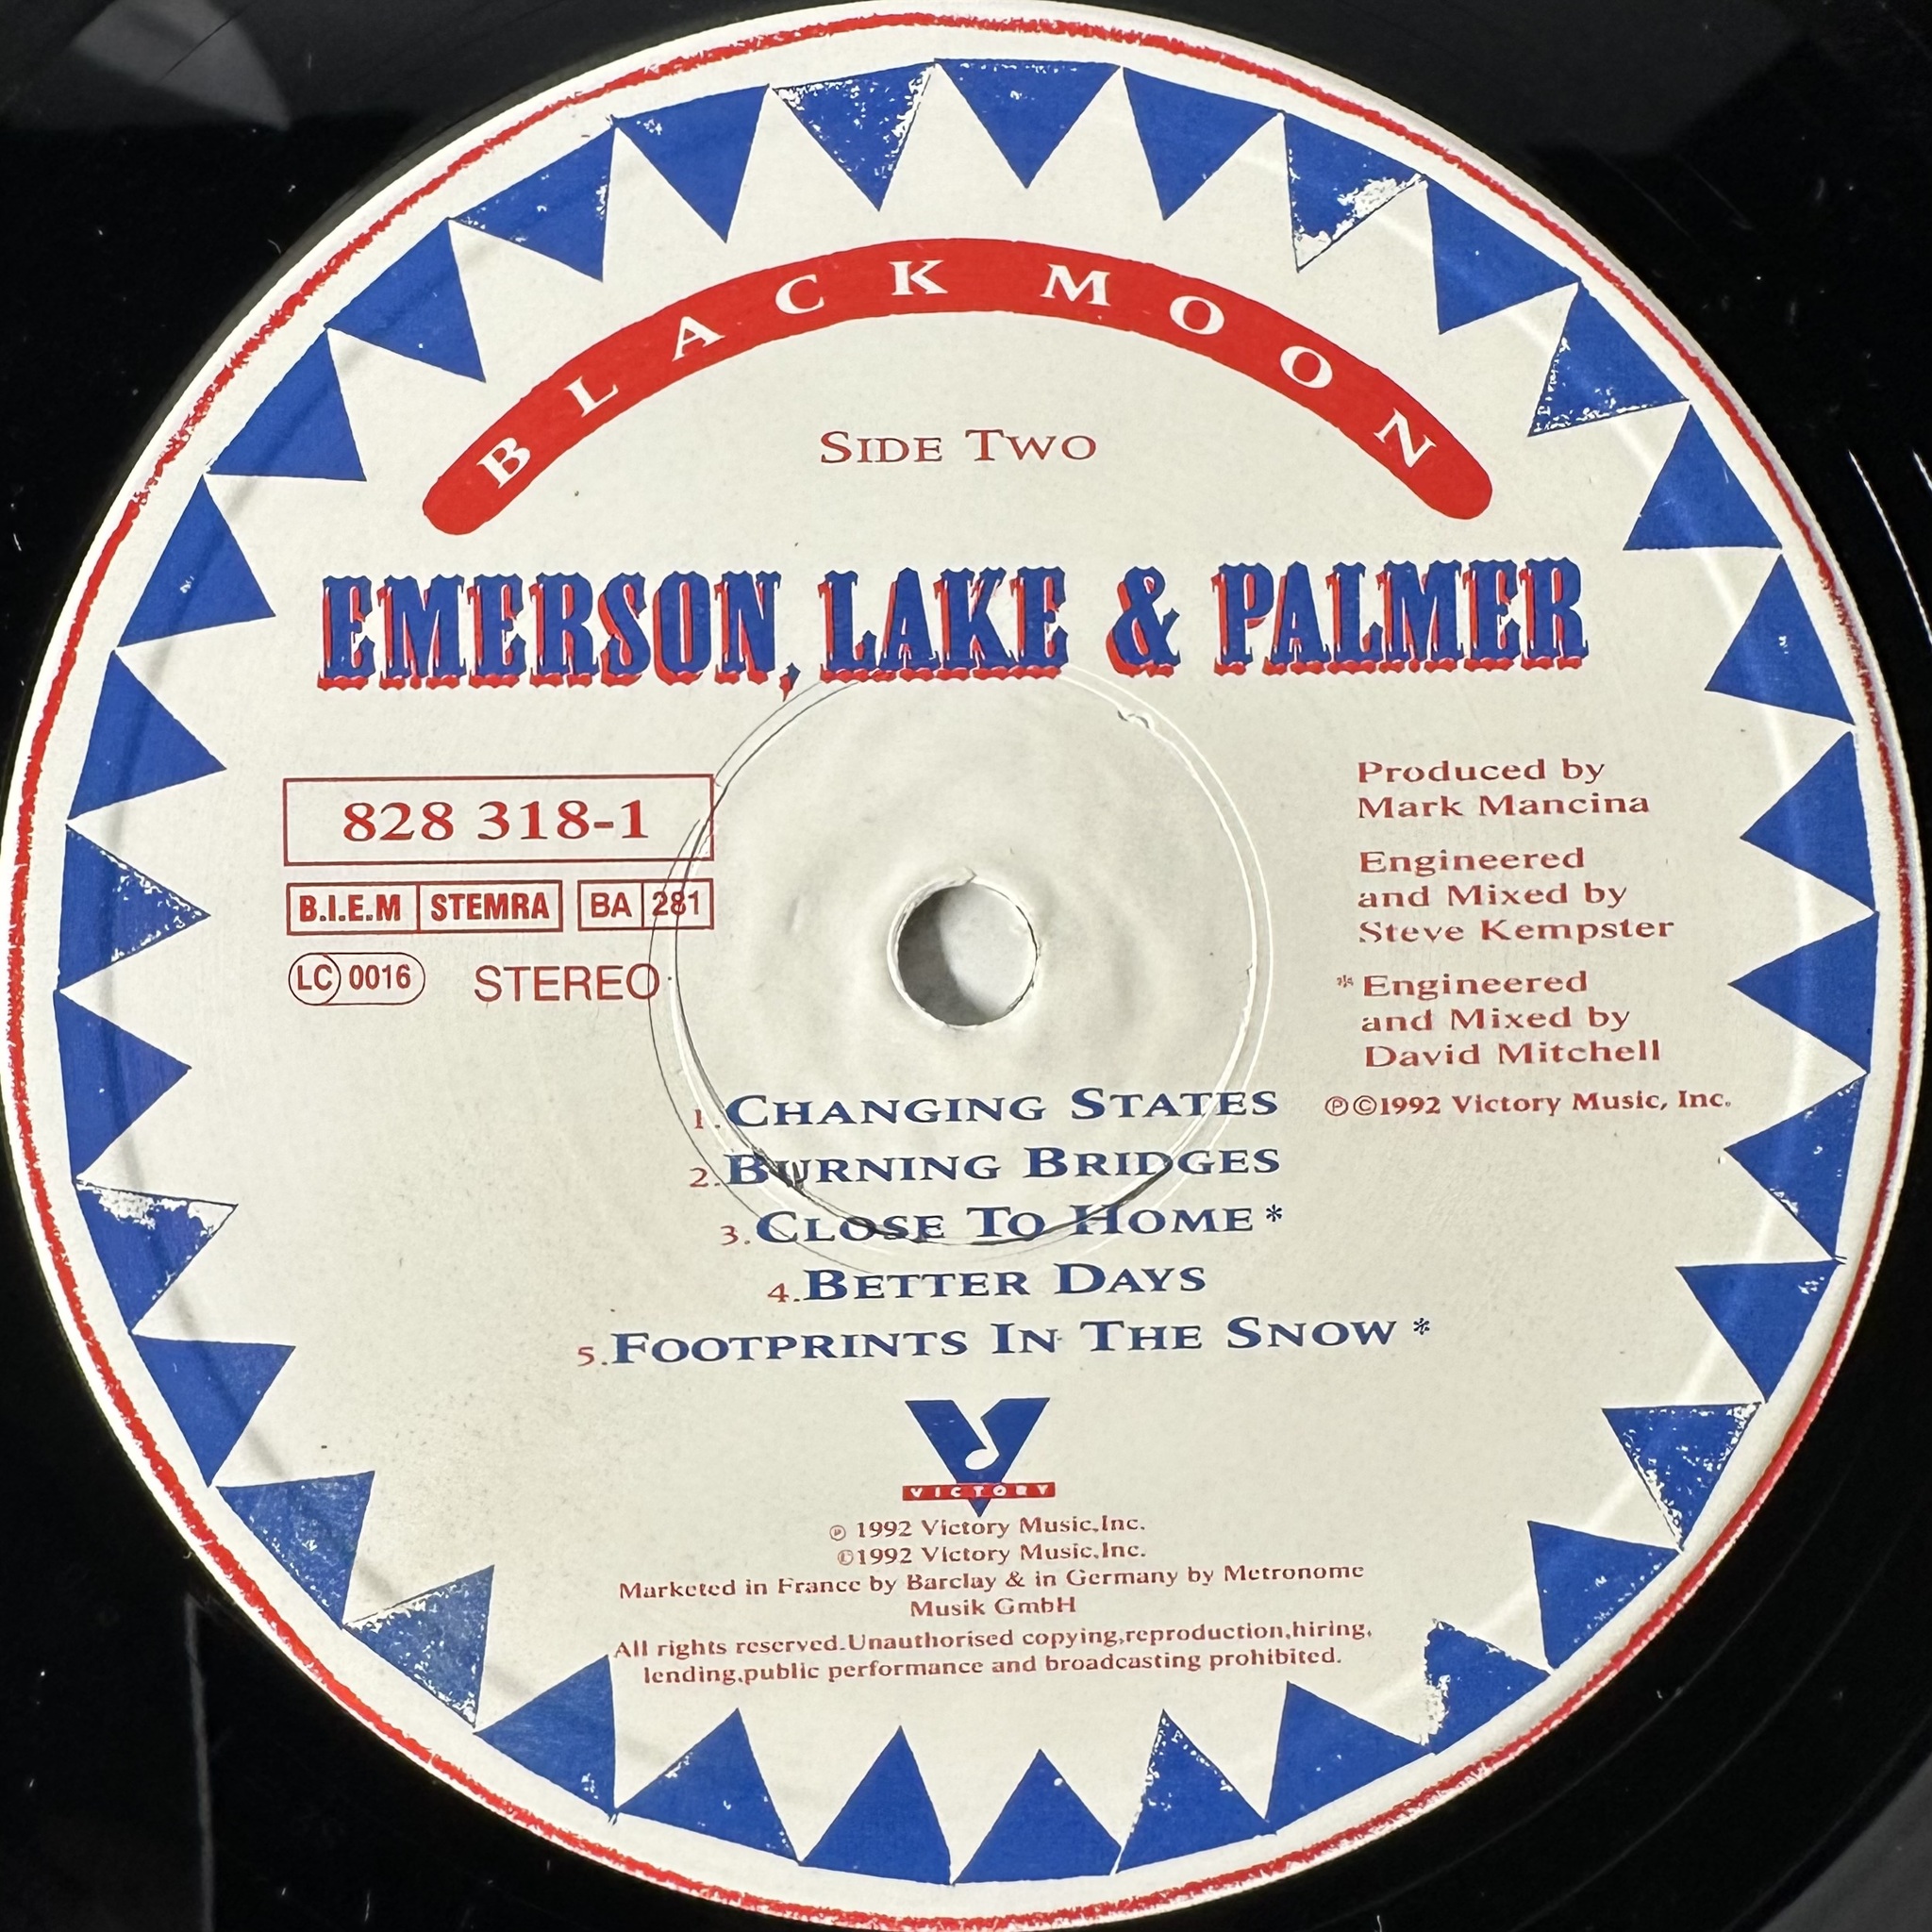 BLACK MOON
SIDE TWO
EMERSON, LAKE & PALMER
828 318-1
B.I.E.M STEMRA BA 281
LC 0016 STEREO
Produced by
Mark Mancina
Engineered
and Mixed by
Steve Kempster
*Engineered
and Mixed by
David Mitchell
℗©1992 Victory Music, Inc.
1. CHANGING STATES
2. BURNING BRIDGES
3. CLOSE TO HOME*
4. BETTER DAYS
5. FOOTPRINTS IN THE SNOW*
VICTORY
℗ 1992 Victory Music,Inc.
©1992 Victory Music,Inc.
Marketed in France by Barclay & in Germany by Metronome
Musik GmbH
All rights reserved.Unauthorised copying,reproduction,hiring,
lending,public performance and broadcasting prohibited.